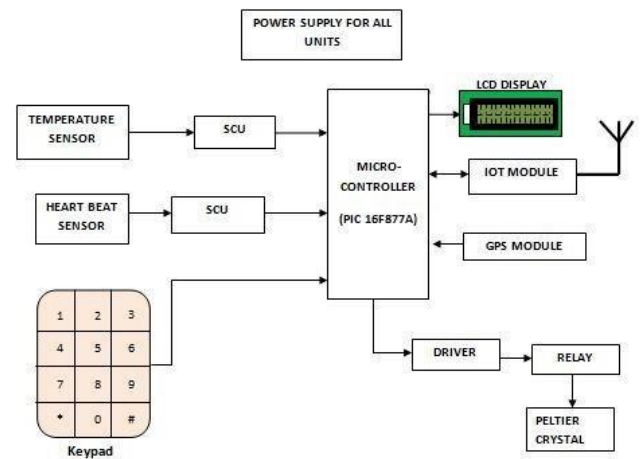 POWER SUPPLY FOR ALL
UNITS
LCD DISPLAY
TEMPERATURE
SENSOR
SCU
MICRO-
CONTROLLER
(PIC 16F877A)
IOT MODULE
HEART BEAT
SENSOR
SCU
GPS MODULE
1 2 3
4 5 6
7 8 9
* 0 #
Keypad
DRIVER
RELAY
PELTIER
CRYSTAL